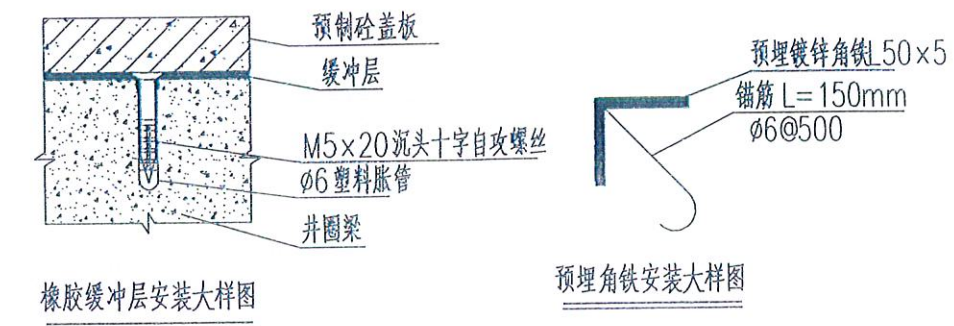 预制砼盖板
缓冲层
M5×20沉头十字自攻螺丝
Ø6塑料胀管
井圈梁
橡胶缓冲层安装大样图
预埋镀锌角铁L50×5
锚筋 L=150mm
Ø6@500
预埋角铁安装大样图